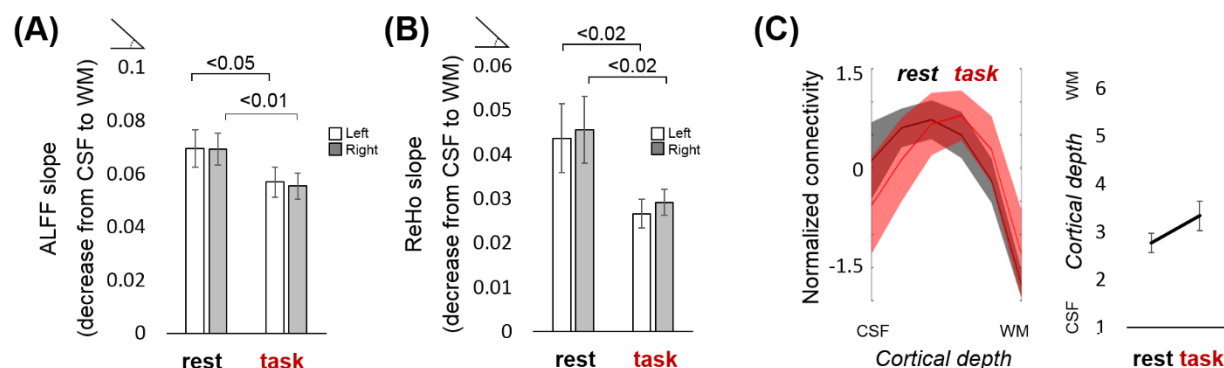 (A)
ALFF slope
(decrease from CSF to WM)
0.1
0.08
0.06
0.04
0.02
0
<0.05
<0.01
Left
Right
rest
task
(B)
ReHo slope
(decrease from CSF to WM)
0.06
0.05
0.04
0.03
0.02
0.01
0
<0.02
<0.02
Left
Right
rest
task
(C)
Normalized connectivity
1.5
0
-1.5
rest task
CSF WM
Cortical depth
WM
Cortical depth
CSF
6
5
4
3
2
1
rest task